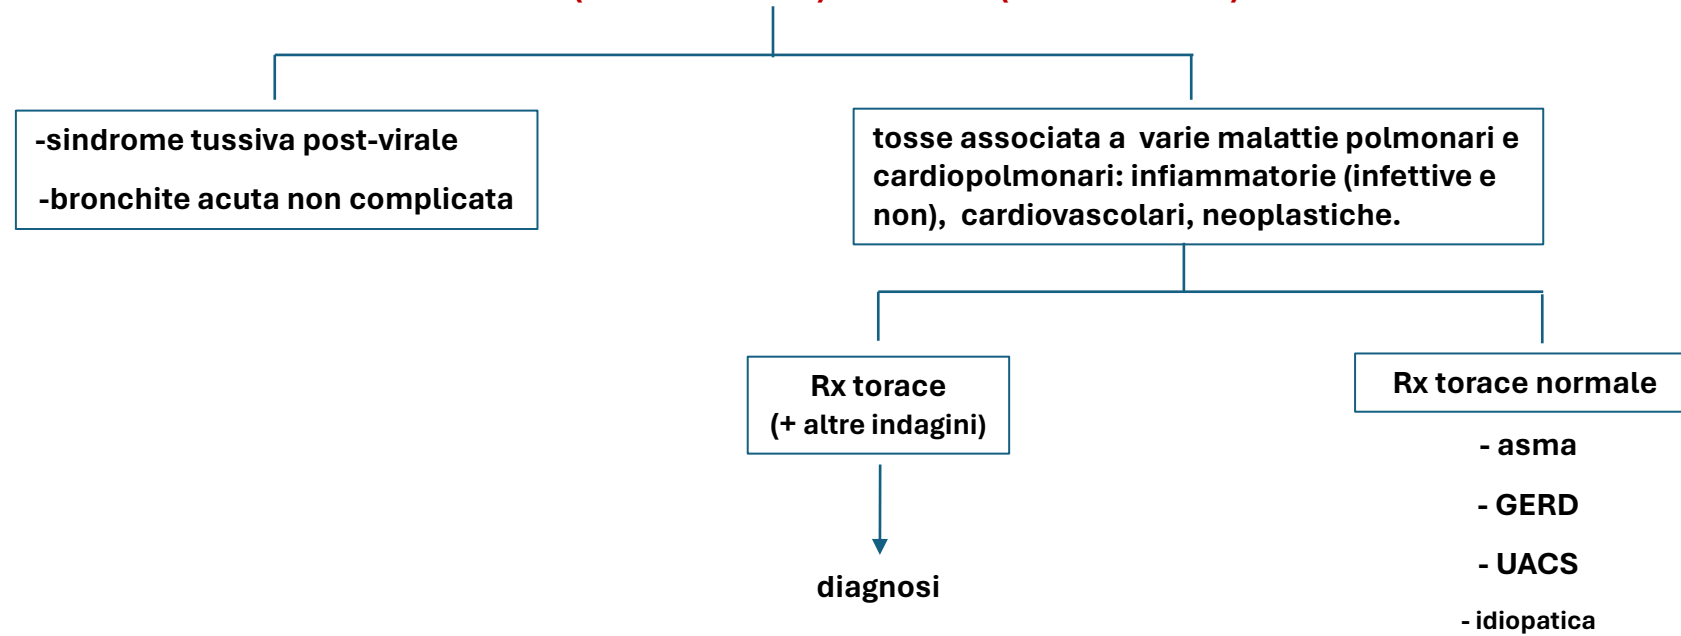 -sindrome tussiva post-virale
-bronchite acuta non complicata
tosse associata a varie malattie polmonari e
cardiopolmonari: infiammatorie (infettive e
non), cardiovascolari, neoplastiche.
Rx torace
(+ altre indagini)
diagnosi
Rx torace normale
- asma
- GERD
- UACS
- idiopatica